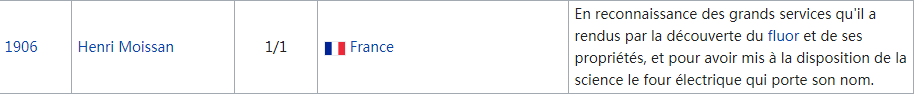 1906
Henri Moissan
1/1
France
En reconnaissance des grands services qu'il a
rendus par la découverte du fluor et de ses
propriétés, et pour avoir mis à la disposition de la
science le four électrique qui porte son nom.